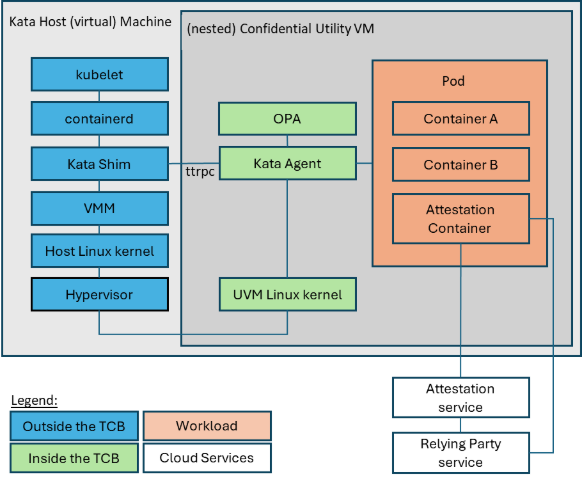 Kata Host (virtual) Machine
(nested) Confidential Utility VM
kubelet
containerd
Kata Shim
VMM
Host Linux kernel
Hypervisor
ttrpc
OPA
Kata Agent
UVM Linux kernel
Pod
Container A
Container B
Attestation
Container
Attestation
service
Relying Party
service
Legend:
Outside the TCB
Workload
Inside the TCB
Cloud Services